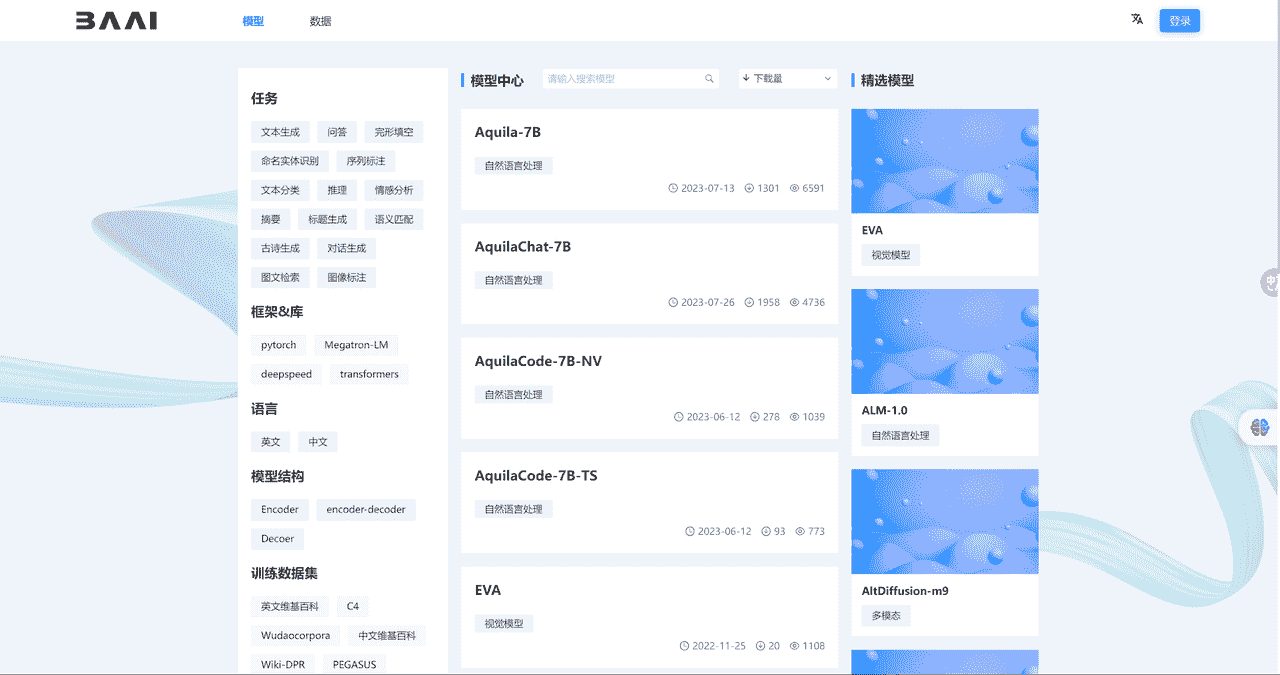 BAAI
模型 数据
登录
任务
文本生成 问答 完形填空
命名实体识别 序列标注
文本分类 推理 情感分析
摘要 标题生成 语义匹配
古诗生成 对话生成
图文检索 图像标注
框架&库
pytorch Megatron-LM
deepspeed transformers
语言
英文 中文
模型结构
Encoder encoder-decoder
Decoer
训练数据集
英文维基百科 C4
Wudaocorpora 中文维基百科
Wiki-DPR PEGASUS
模型中心 请输入搜索模型 下载量
Aquila-7B
自然语言处理
2023-07-13 1301 6591
AquilaChat-7B
自然语言处理
2023-07-26 1958 4736
AquilaCode-7B-NV
自然语言处理
2023-06-12 278 1039
AquilaCode-7B-TS
自然语言处理
2023-06-12 93 773
EVA
视觉模型
2022-11-25 20 1108
精选模型
EVA
视觉模型
ALM-1.0
自然语言处理
AltDiffusion-m9
多模态